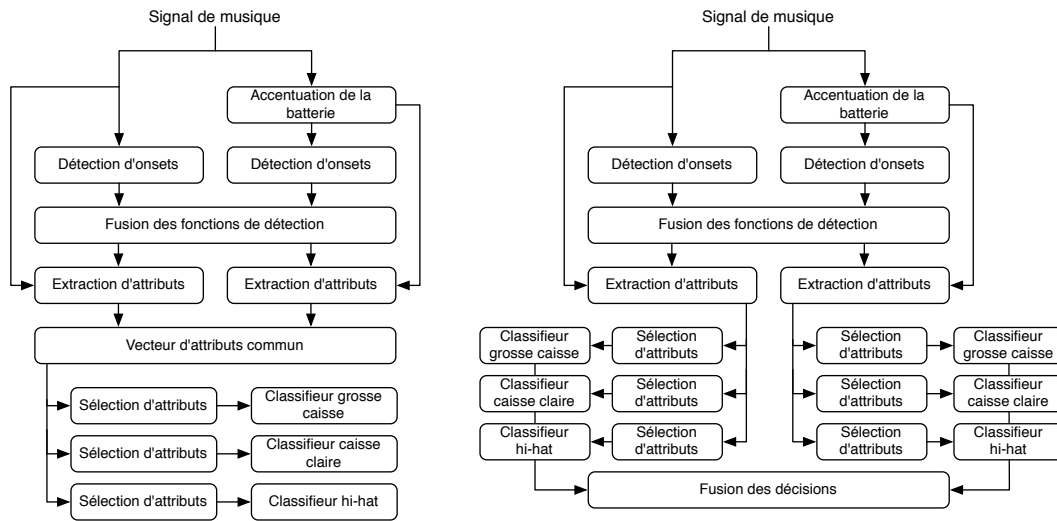 Signal de musique
Accentuation de la
batterie
Détection d'onsets
Détection d'onsets
Fusion des fonctions de détection
Extraction d'attributs
Extraction d'attributs
Vecteur d'attributs commun
Sélection d'attributs
Classifieur grosse
caisse
Sélection d'attributs
Classifieur caisse
claire
Sélection d'attributs
Classifieur hi-hat
Signal de musique
Accentuation de la
batterie
Détection d'onsets
Détection d'onsets
Fusion des fonctions de détection
Extraction d'attributs
Extraction d'attributs
Classifieur
grosse caisse
Sélection
d'attributs
Sélection
d'attributs
Classifieur
grosse caisse
Classifieur
caisse claire
Sélection
d'attributs
Sélection
d'attributs
Classifieur
caisse claire
Classifieur
hi-hat
Sélection
d'attributs
Sélection
d'attributs
Classifieur
hi-hat
Fusion des décisions